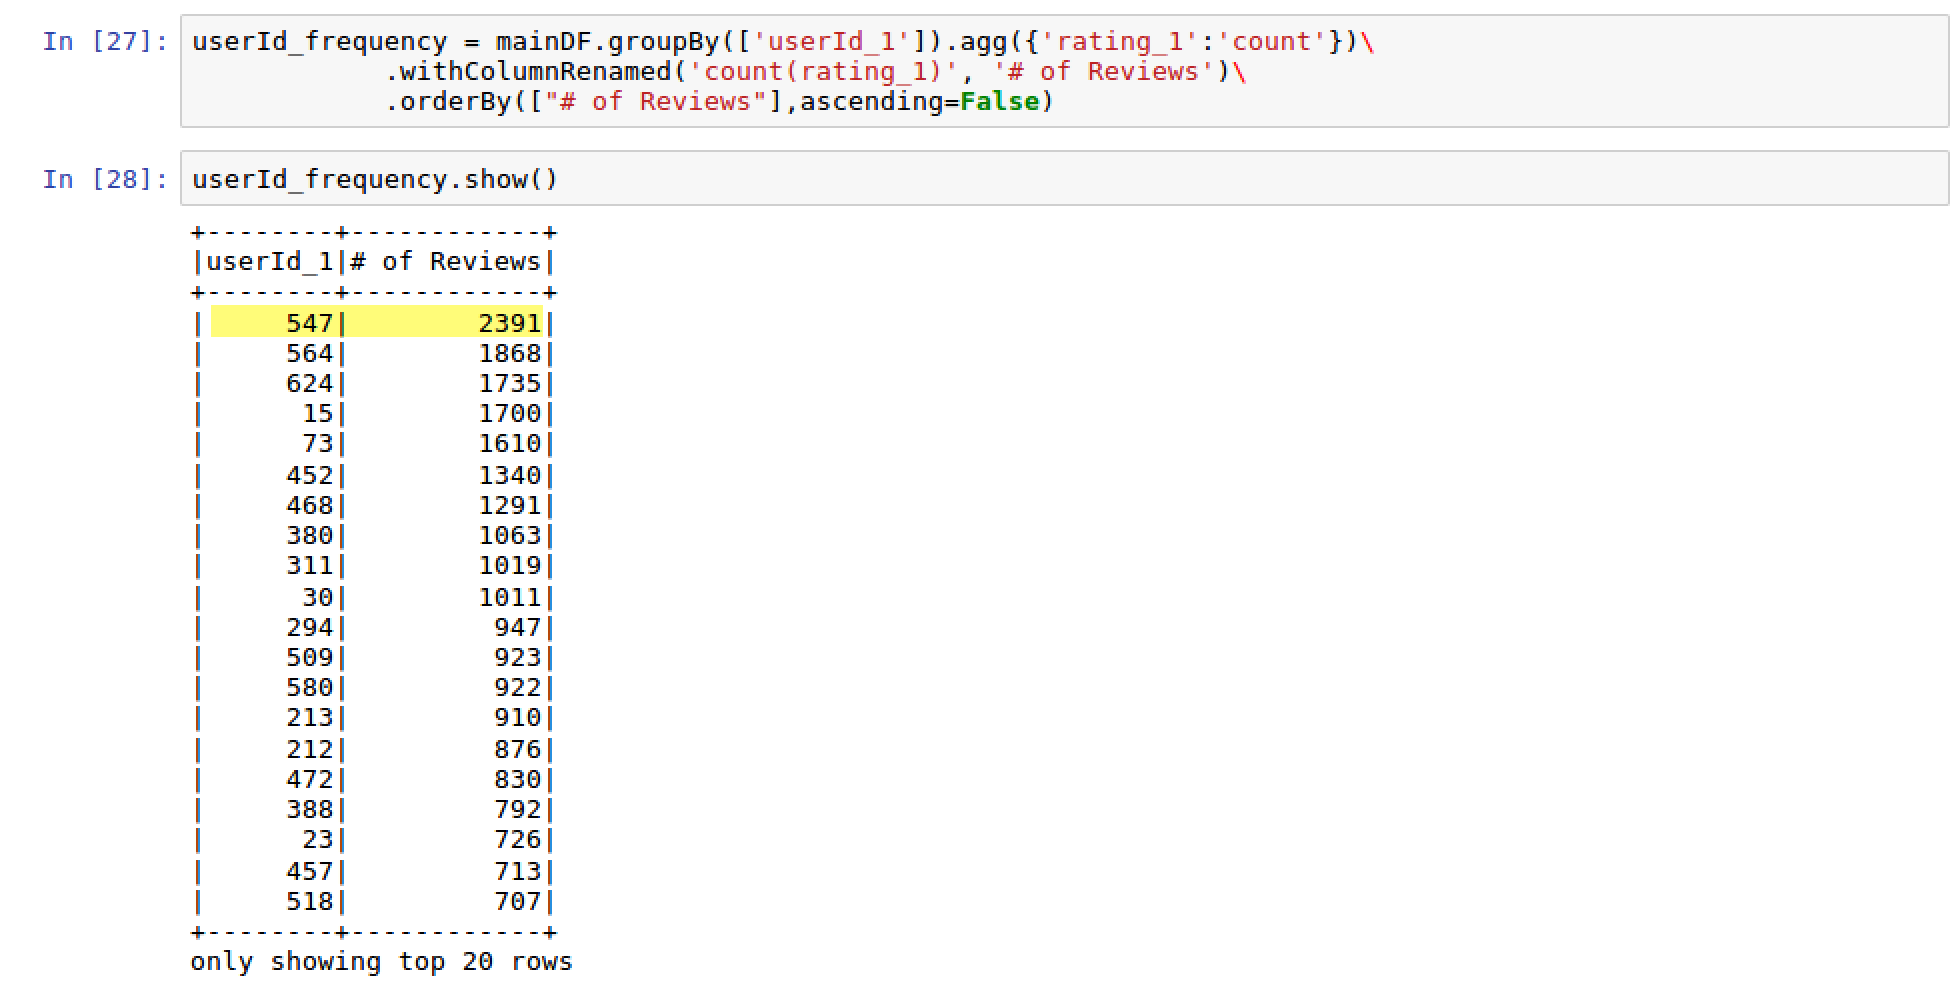 In [27]: userId_frequency = mainDF.groupBy(['userId_1']).agg({'rating_1':'count'})\
.withColumnRenamed('count(rating_1)', '# of Reviews')\
.orderBy(["# of Reviews"],ascending=False)
In [28]: userId_frequency.show()
+--------+------------+
|userId_1|# of Reviews|
+--------+------------+
|     547|        2391|
|     564|        1868|
|     624|        1735|
|      15|        1700|
|      73|        1610|
|     452|        1340|
|     468|        1291|
|     380|        1063|
|     311|        1019|
|      30|        1011|
|     294|         947|
|     509|         923|
|     580|         922|
|     213|         910|
|     212|         876|
|     472|         830|
|     388|         792|
|      23|         726|
|     457|         713|
|     518|         707|
+--------+------------+
only showing top 20 rows